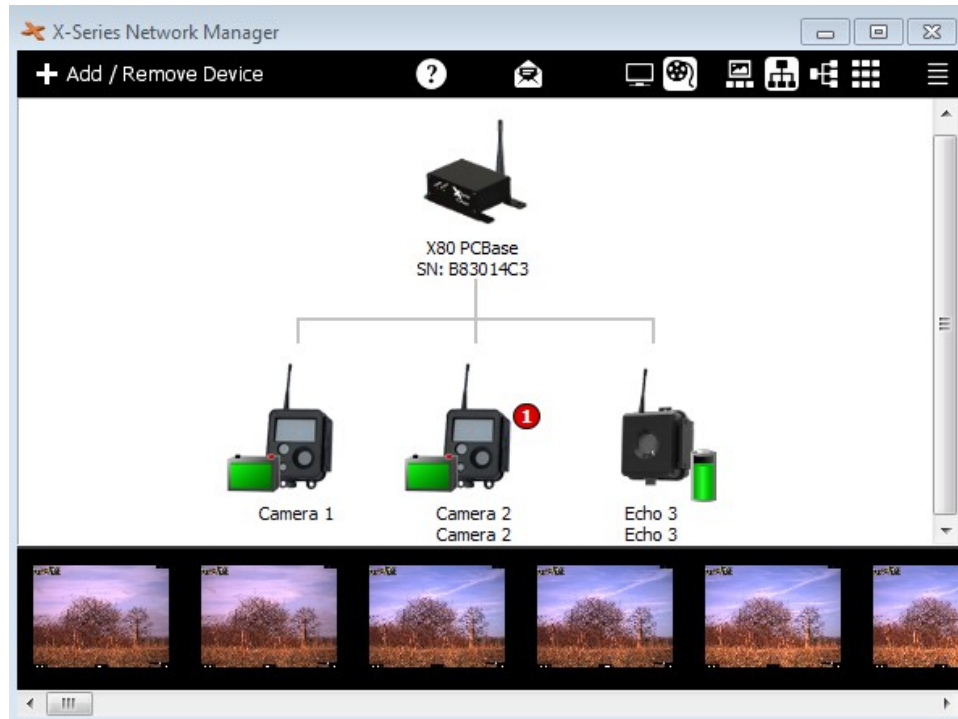 X-Series Network Manager
Add / Remove Device
?
X80 PCBase
SN: B83014C3
1
Camera 1
Camera 2
Echo 3
Camera 2
Echo 3